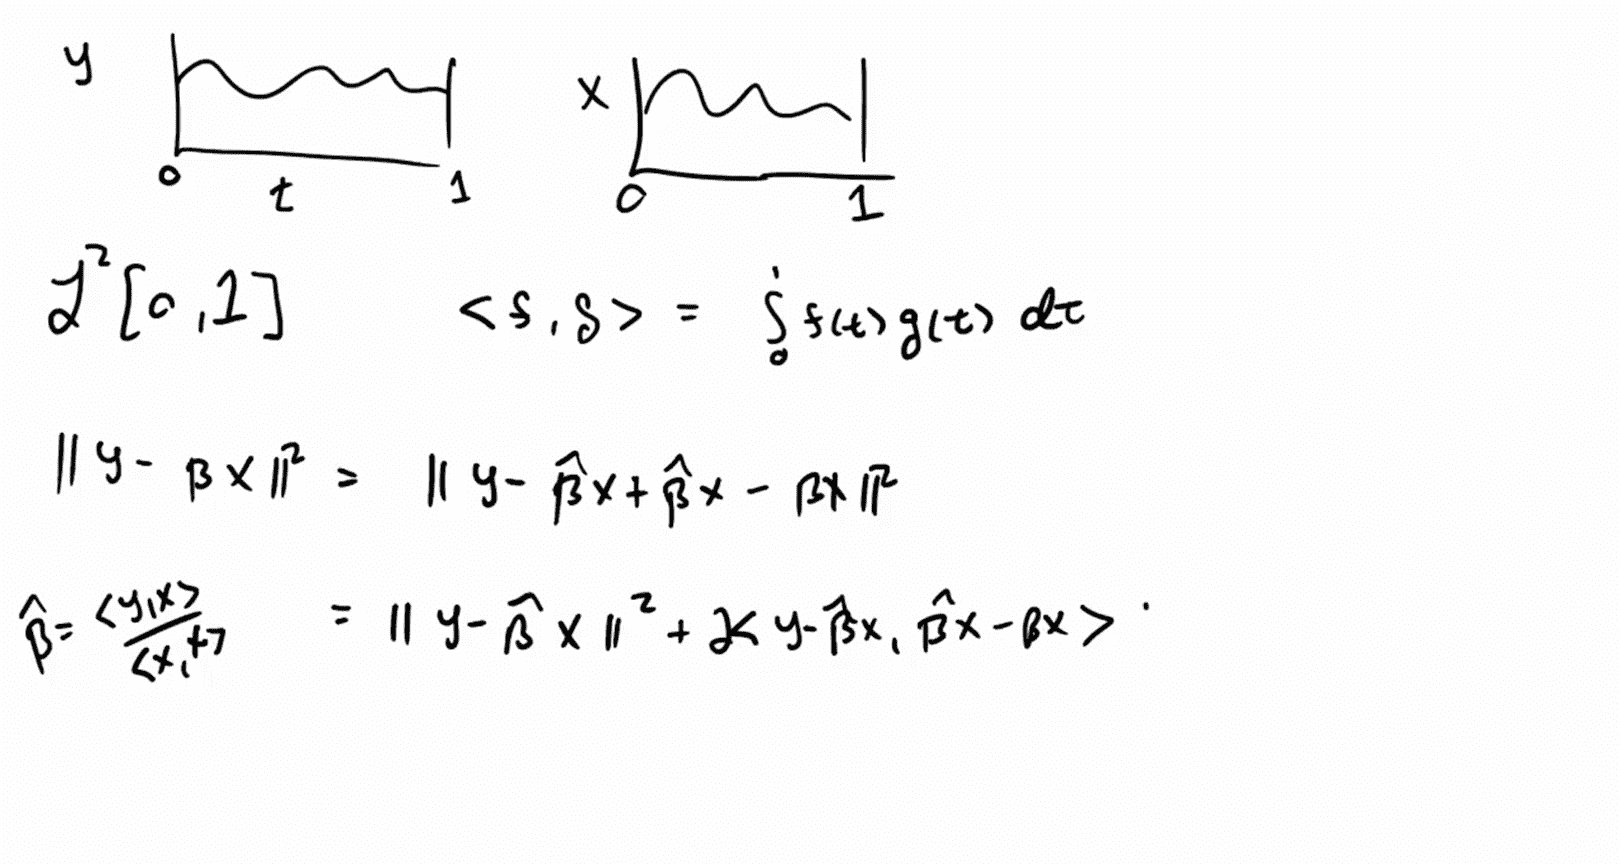 y x
0 t 1 0 1
L²[0,1] <f,g> = ∫₀¹ f(t)g(t) dt
||y - βx||² = ||y - β̂x + β̂x - βx||²
β̂ = <y,x>/<x,x> = ||y - β̂x||² + 2<y - β̂x, β̂x - βx>